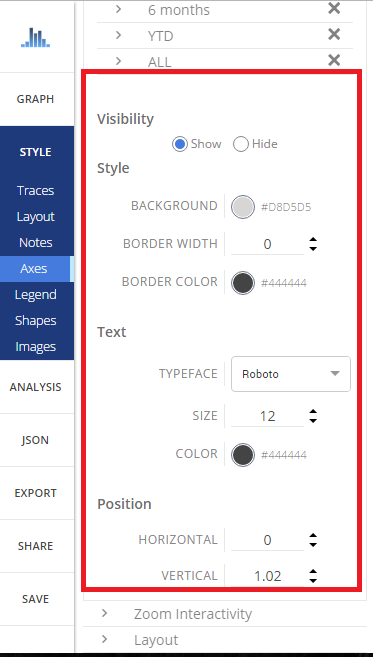 6 months
YTD
ALL
GRAPH
STYLE
Traces
Layout
Notes
Axes
Legend
Shapes
Images
ANALYSIS
JSON
EXPORT
SHARE
SAVE
Visibility
Show Hide
Style
BACKGROUND #D8D5D5
BORDER WIDTH 0
BORDER COLOR #444444
Text
TYPEFACE Roboto
SIZE 12
COLOR #444444
Position
HORIZONTAL 0
VERTICAL 1.02
Zoom Interactivity
Layout